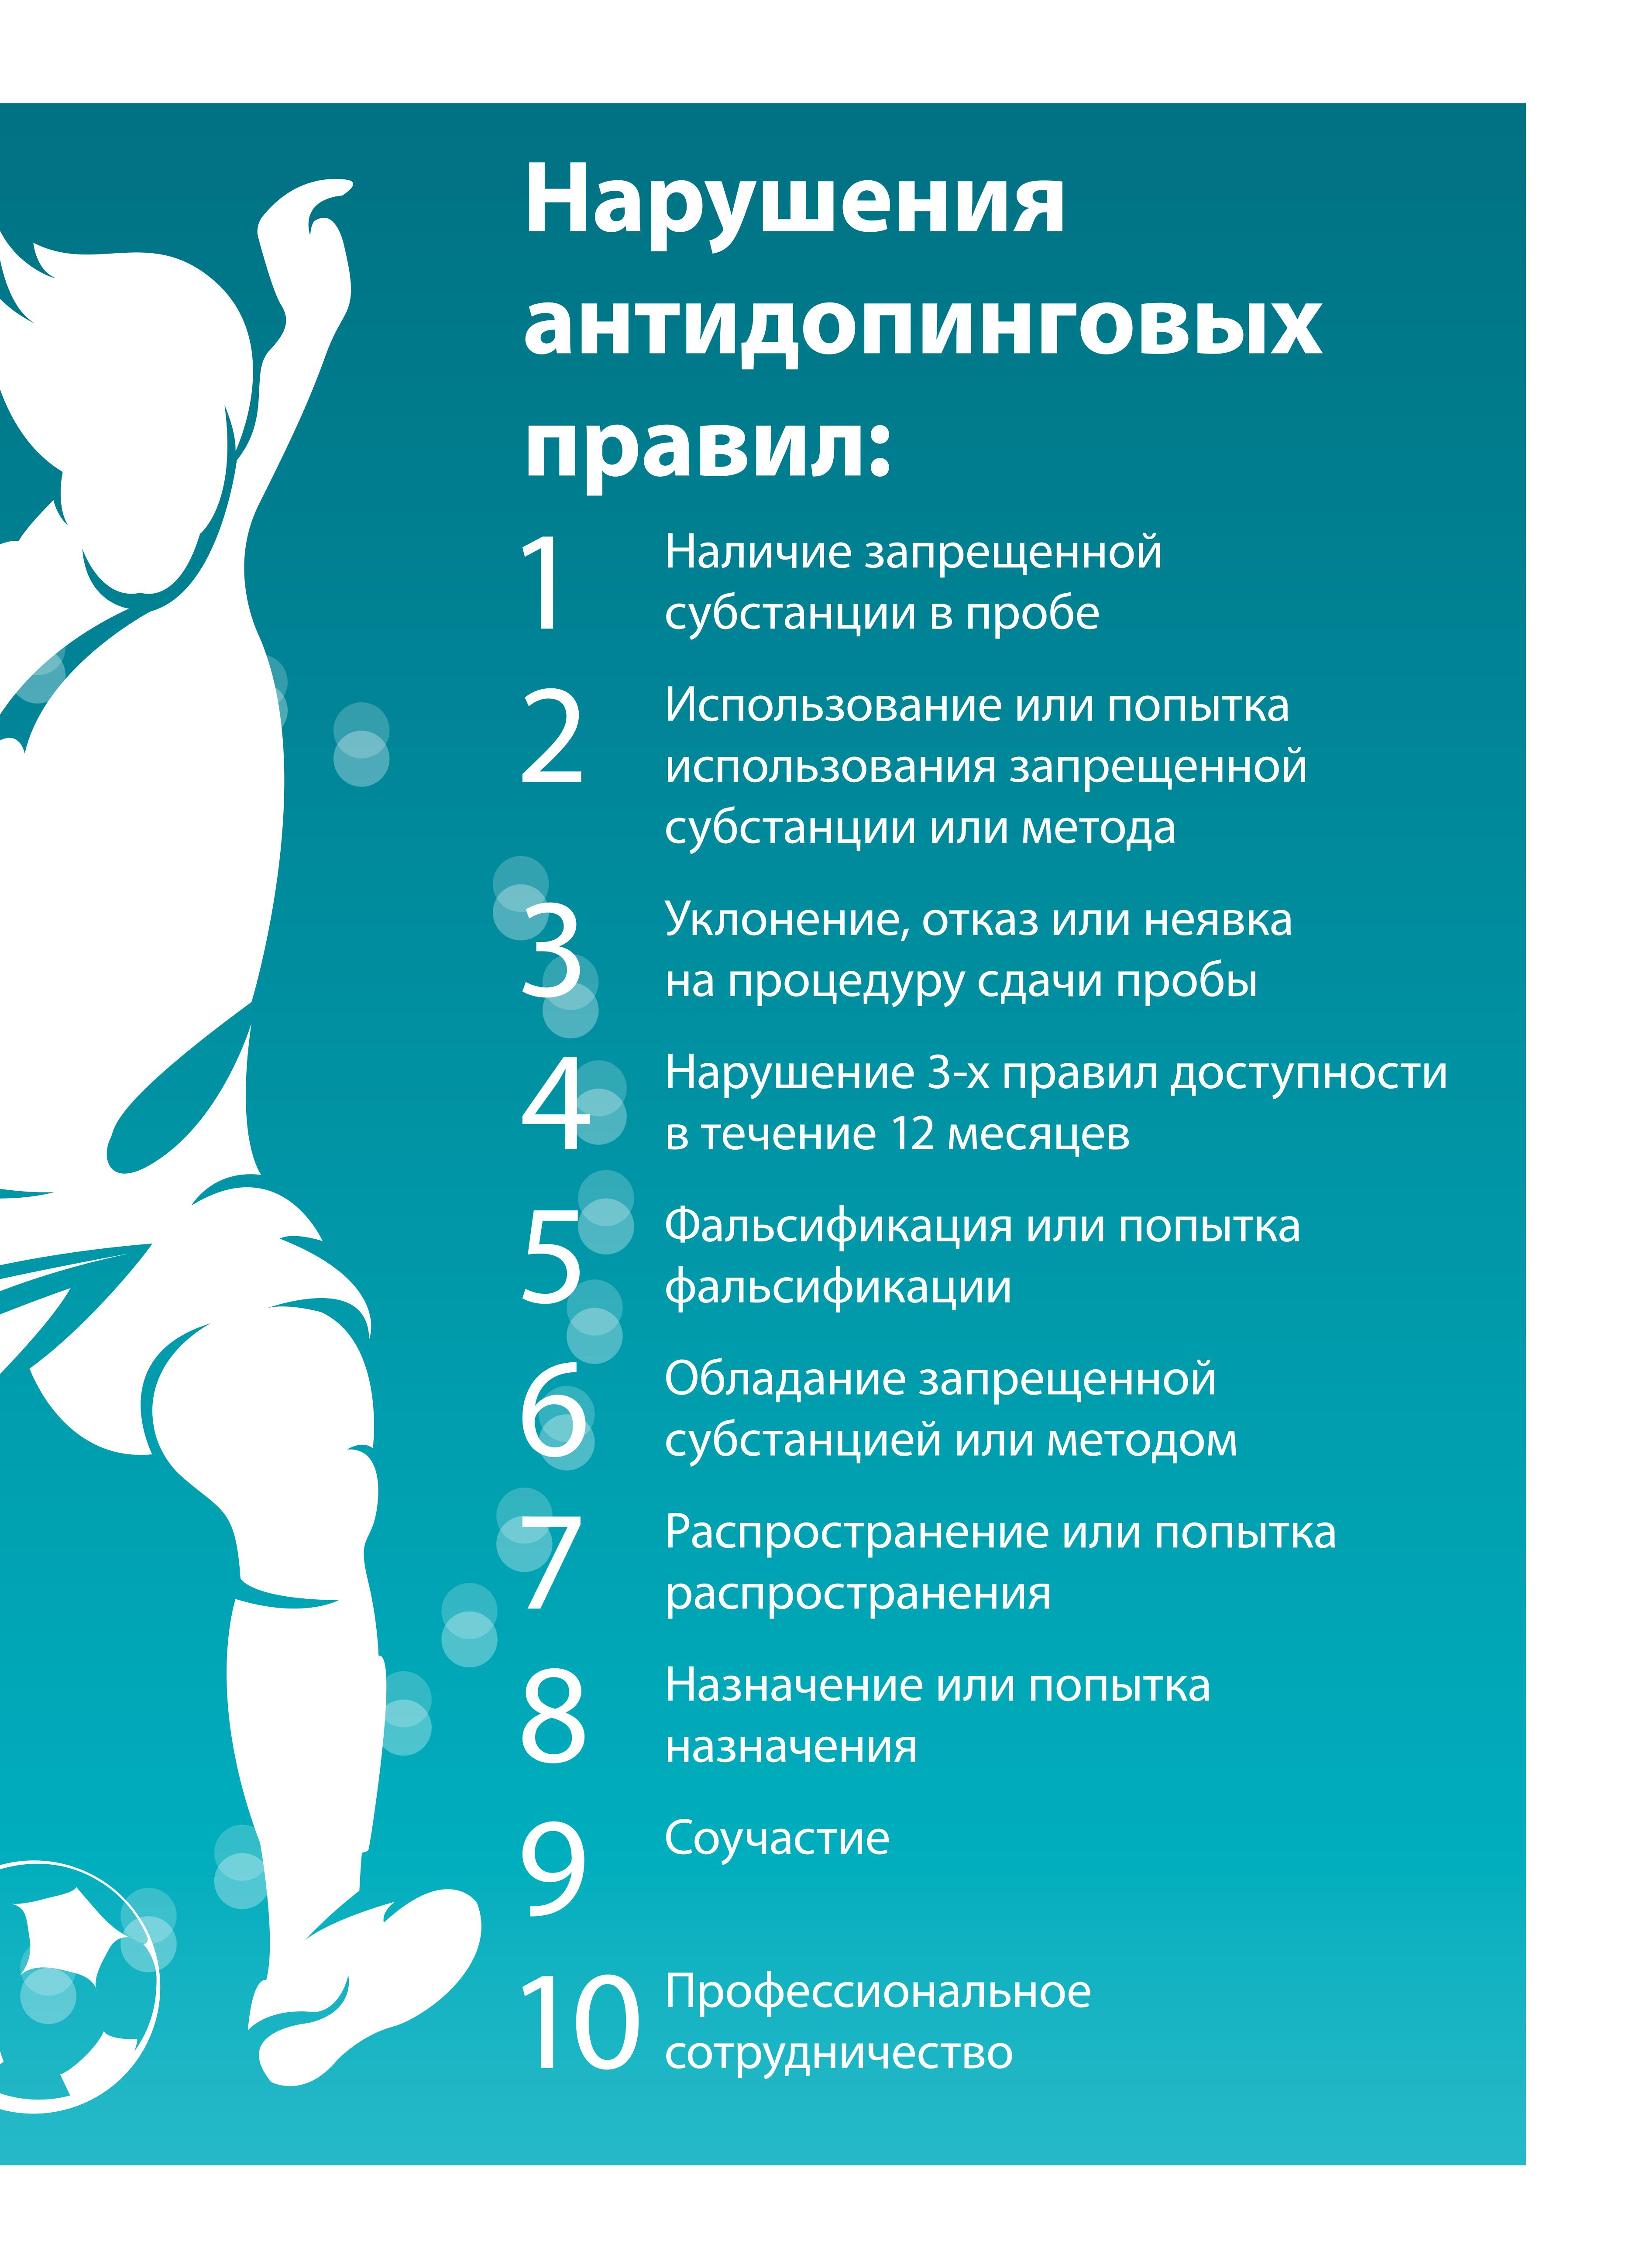 Нарушения
антидопинговых
правил:
1 Наличие запрещенной
субстанции в пробе
2 Использование или попытка
использования запрещенной
субстанции или метода
3 Уклонение, отказ или неявка
на процедуру сдачи пробы
4 Нарушение 3-х правил доступности
в течение 12 месяцев
5 Фальсификация или попытка
фальсификации
6 Обладание запрещенной
субстанцией или методом
7 Распространение или попытка
распространения
8 Назначение или попытка
назначения
9 Соучастие
10 Профессиональное
сотрудничество